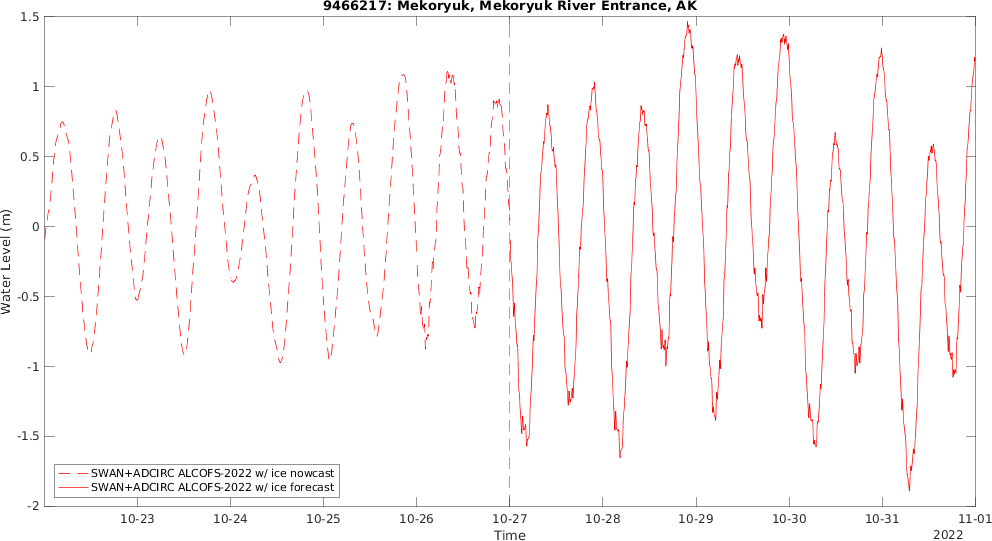 9466217: Mekoryuk, Mekoryuk River Entrance, AK
1.5
1
0.5
0
-0.5
-1
-1.5
-2
Water Level (m)
SWAN+ADCIRC ALCOFS-2022 w/ ice nowcast
SWAN+ADCIRC ALCOFS-2022 w/ ice forecast
10-23 10-24 10-25 10-26 10-27 10-28 10-29 10-30 10-31 11-01
Time
2022